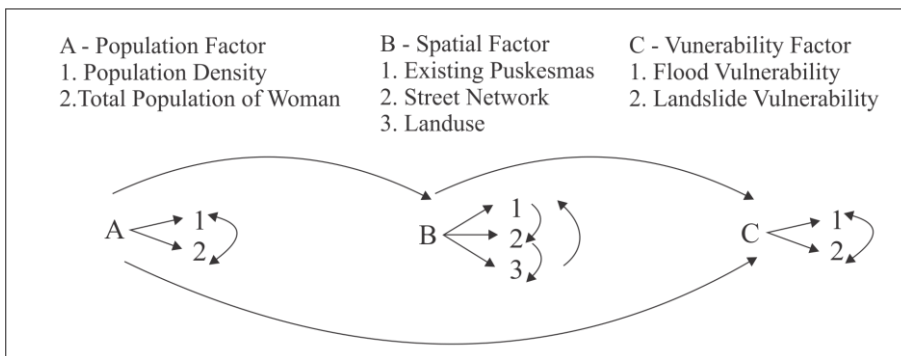 A - Population Factor
1. Population Density
2.Total Population of Woman
B - Spatial Factor
1. Existing Puskesmas
2. Street Network
3. Landuse
C - Vunerability Factor
1. Flood Vulnerability
2. Landslide Vulnerability
A
1
2
B
1
2
3
C
1
2